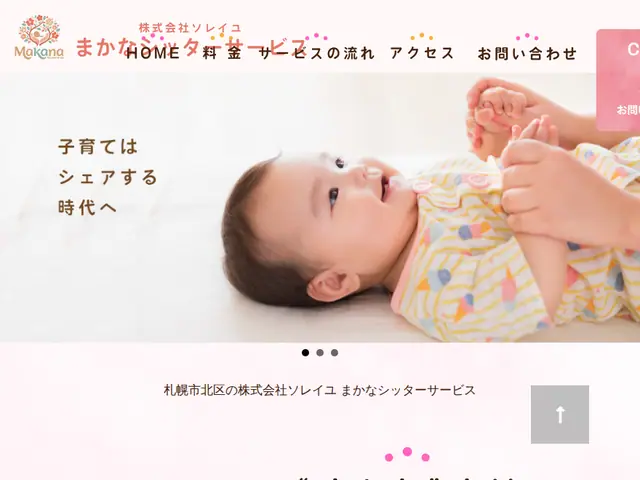 株式会社ソレイユ
Makana
まかなシッターサービス
HOME 料金 サービスの流れ アクセス お問い合わせ
子育ては
シェアする
時代へ
札幌市北区の株式会社ソレイユ まかなシッターサービス